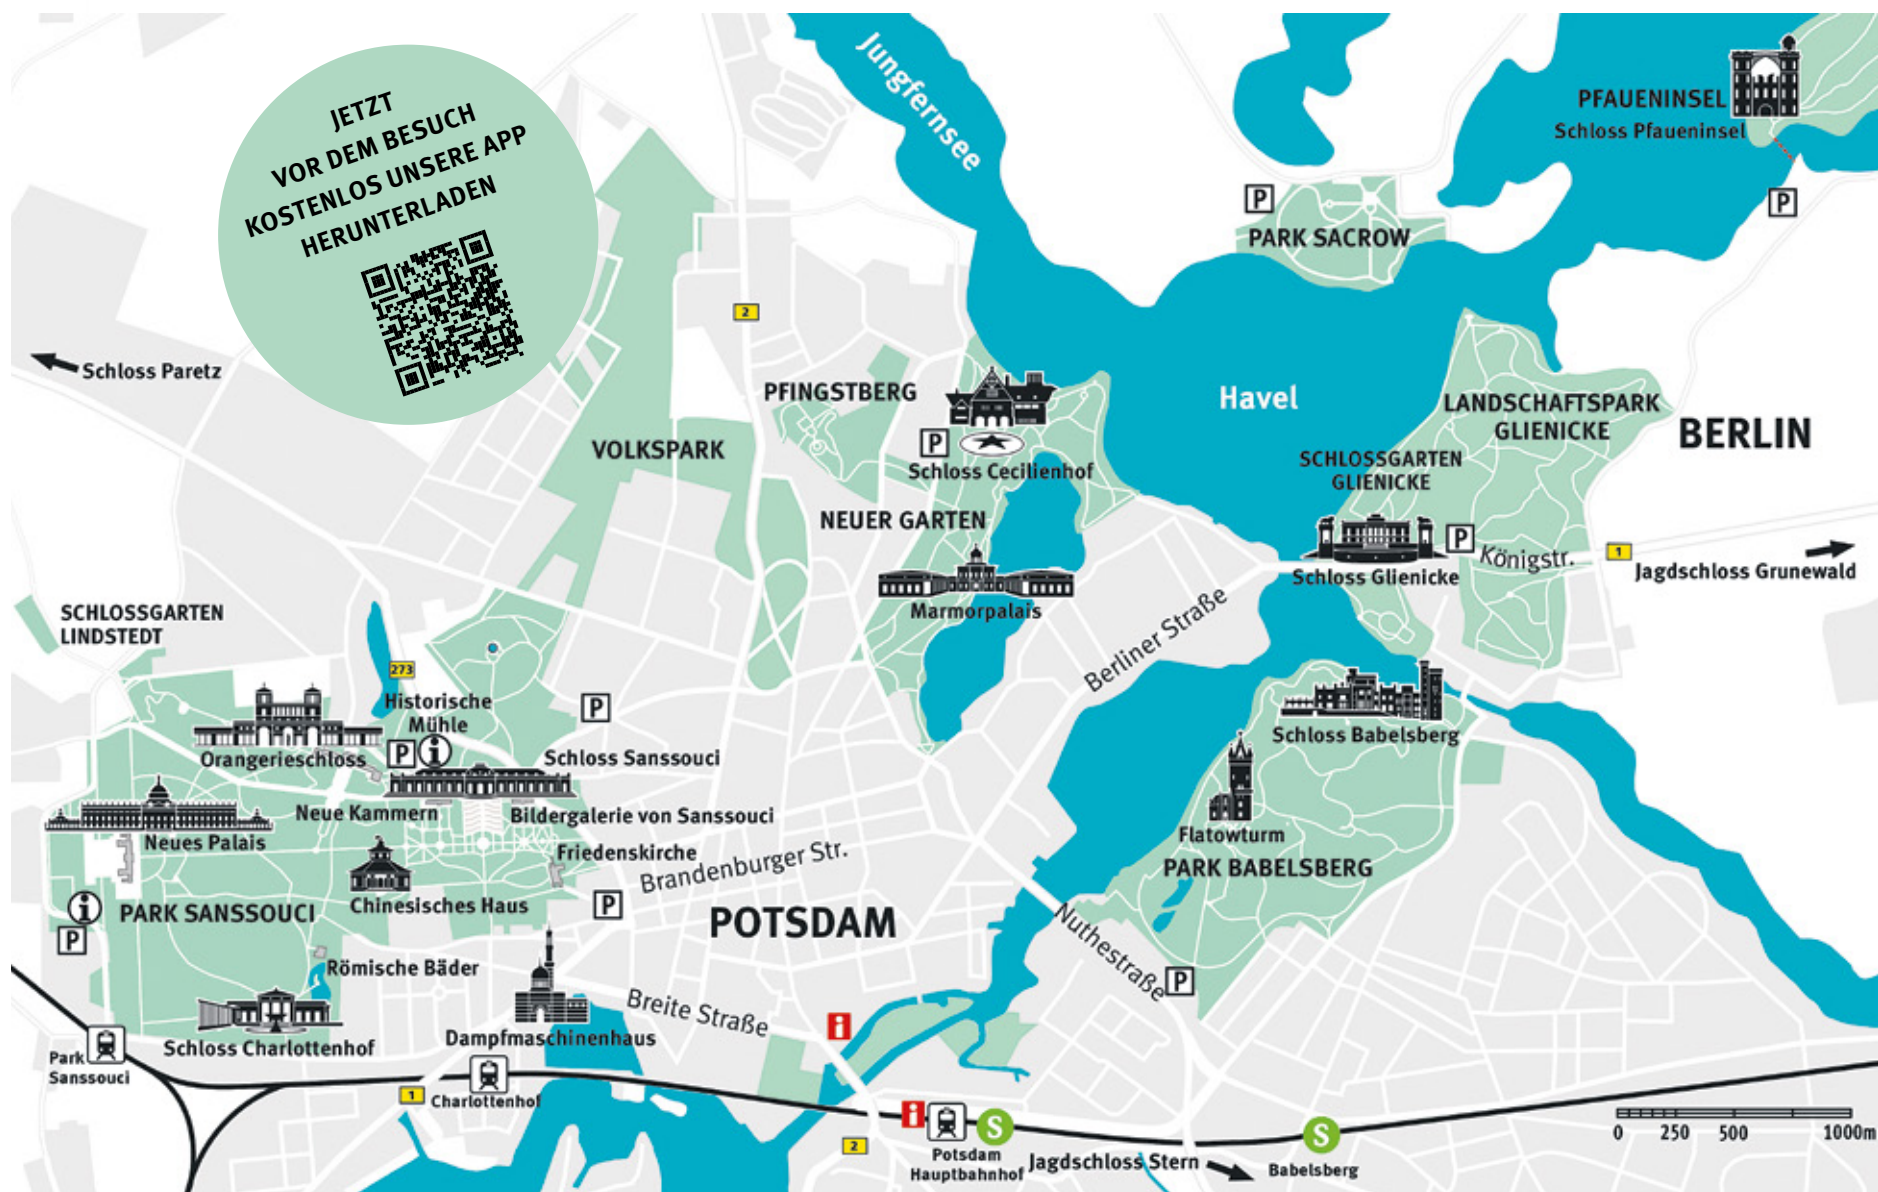 JETZT
VOR DEM BESUCH
KOSTENLOS UNSERE APP
HERUNTERLADEN
Jungfernsee
PFAUENINSEL
Schloss Pfaueninsel
P
P
PARK SACROW
2
Schloss Paretz
PFINGSTBERG
Havel
LANDSCHAFTSPARK
GLIENICKE
BERLIN
VOLKSPARK
P
Schloss Cecilienhof
SCHLOSSGARTEN
GLIENICKE
NEUER GARTEN
P
Königstr.
1
Jagdschloss Grunewald
Schloss Glienicke
Marmorpalais
Berliner Straße
SCHLOSSGARTEN
LINDSTEDT
273
Historische
Mühle
P
P
i
Orangerieschloss
Schloss Sanssouci
Schloss Babelsberg
Neue Kammern
Bildergalerie von Sanssouci
Neues Palais
Flatowturm
Friedenskirche
Brandenburger Str.
PARK BABELSBERG
Chinesisches Haus
P
i
PARK SANSSOUCI
P
POTSDAM
Nuthestraße
P
Römische Bäder
Breite Straße
i
Dampfmaschinenhaus
Schloss Charlottenhof
Park
Sanssouci
1
Charlottenhof
i
S
S
2
Potsdam
Hauptbahnhof
Jagdschloss Stern
Babelsberg
0 250 500 1000m